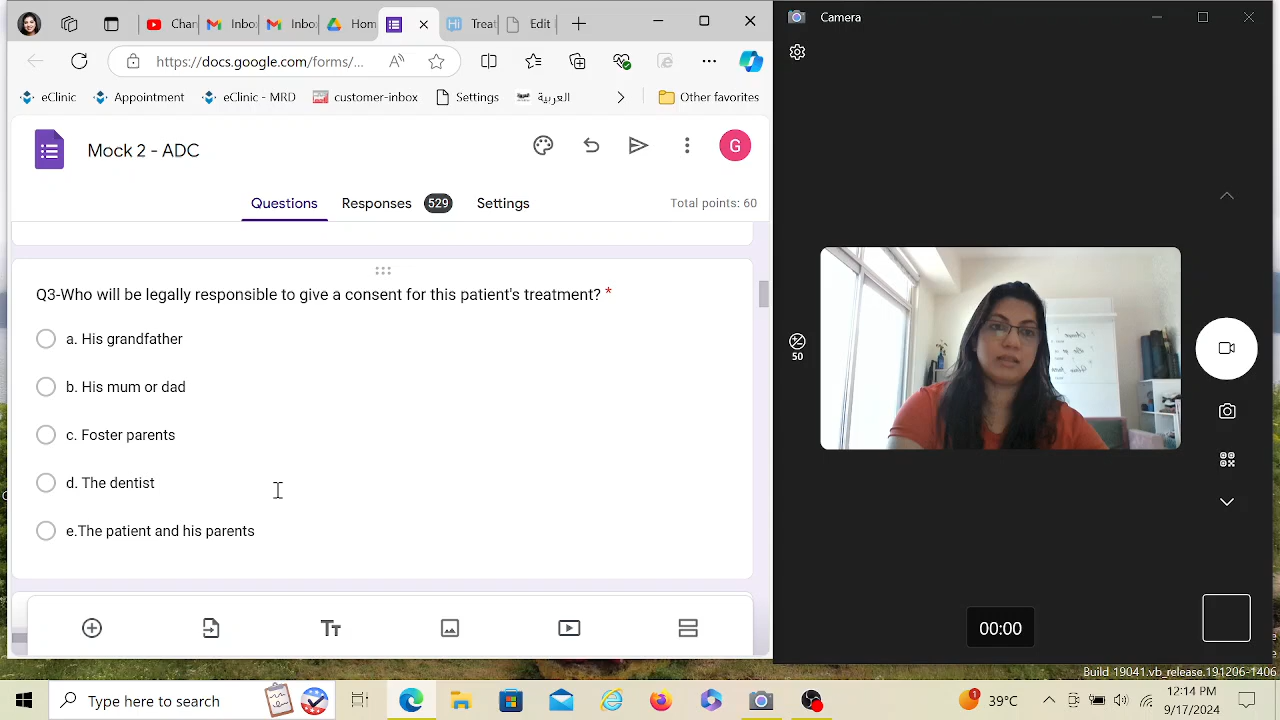 Char
Inbo
Inbo
Hom
Hi
Treat
Edit
https://docs.google.com/forms/...
eClinic
Appointment
eClinic - MRD
customer-inbox
Settings
العربية
Other favorites
Mock 2 - ADC
G
Questions
Responses
529
Settings
Total points: 60
Q3-Who will be legally responsible to give a consent for this patient's treatment? *
a. His grandfather
b. His mum or dad
c. Foster parents
d. The dentist
e.The patient and his parents
Tт
Camera
50
00:00
Build 19041.vb_release.191206-1406
Type here to search
1
39°C
12:14 PM
9/17/2024